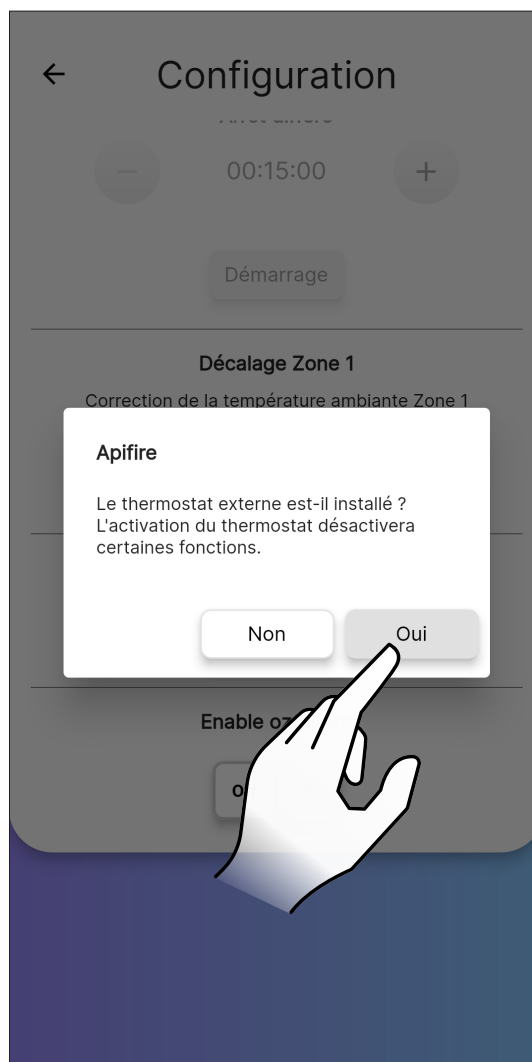 Configuration
00:15:00
Démarrage
Décalage Zone 1
Correction de la température ambiante Zone 1
Apifire
Le thermostat externe est-il installé ?
L'activation du thermostat désactivera
certaines fonctions.
Non
Oui
Enable